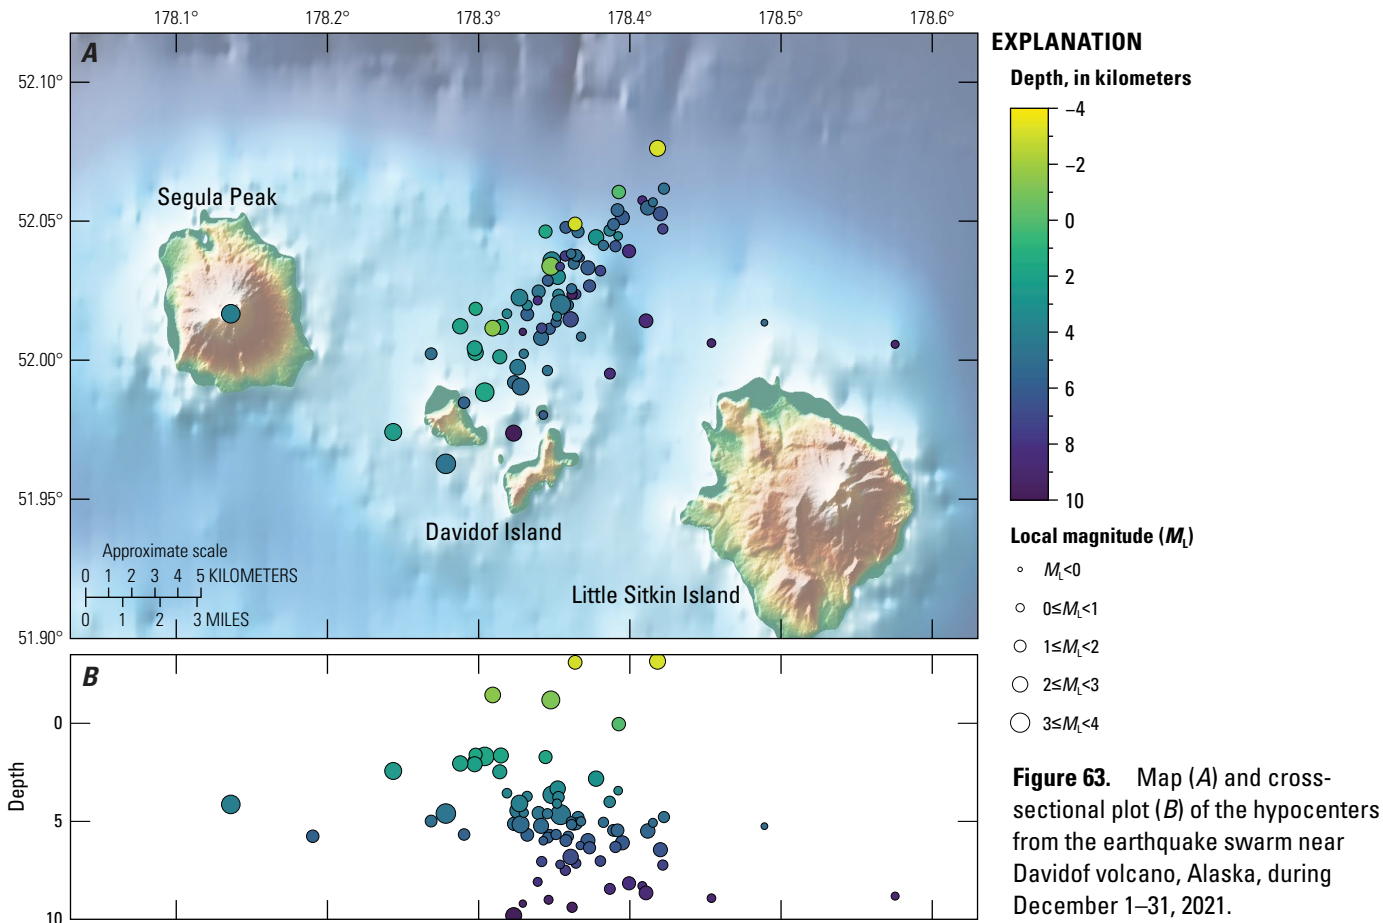 178.1° 178.2° 178.3° 178.4° 178.5° 178.6°
A
52.10°
52.05°
52.00°
51.95°
51.90°
Segula Peak
Davidof Island
Little Sitkin Island
Approximate scale
0 1 2 3 4 5 KILOMETERS
0 1 2 3 MILES
B
Depth
0
5
10
EXPLANATION
Depth, in kilometers
−4
−2
0
2
4
6
8
10
Local magnitude (ML)
ML<0
0≤ML<1
1≤ML<2
2≤ML<3
3≤ML<4
Figure 63. Map (A) and cross-
sectional plot (B) of the hypocenters
from the earthquake swarm near
Davidof volcano, Alaska, during
December 1–31, 2021.